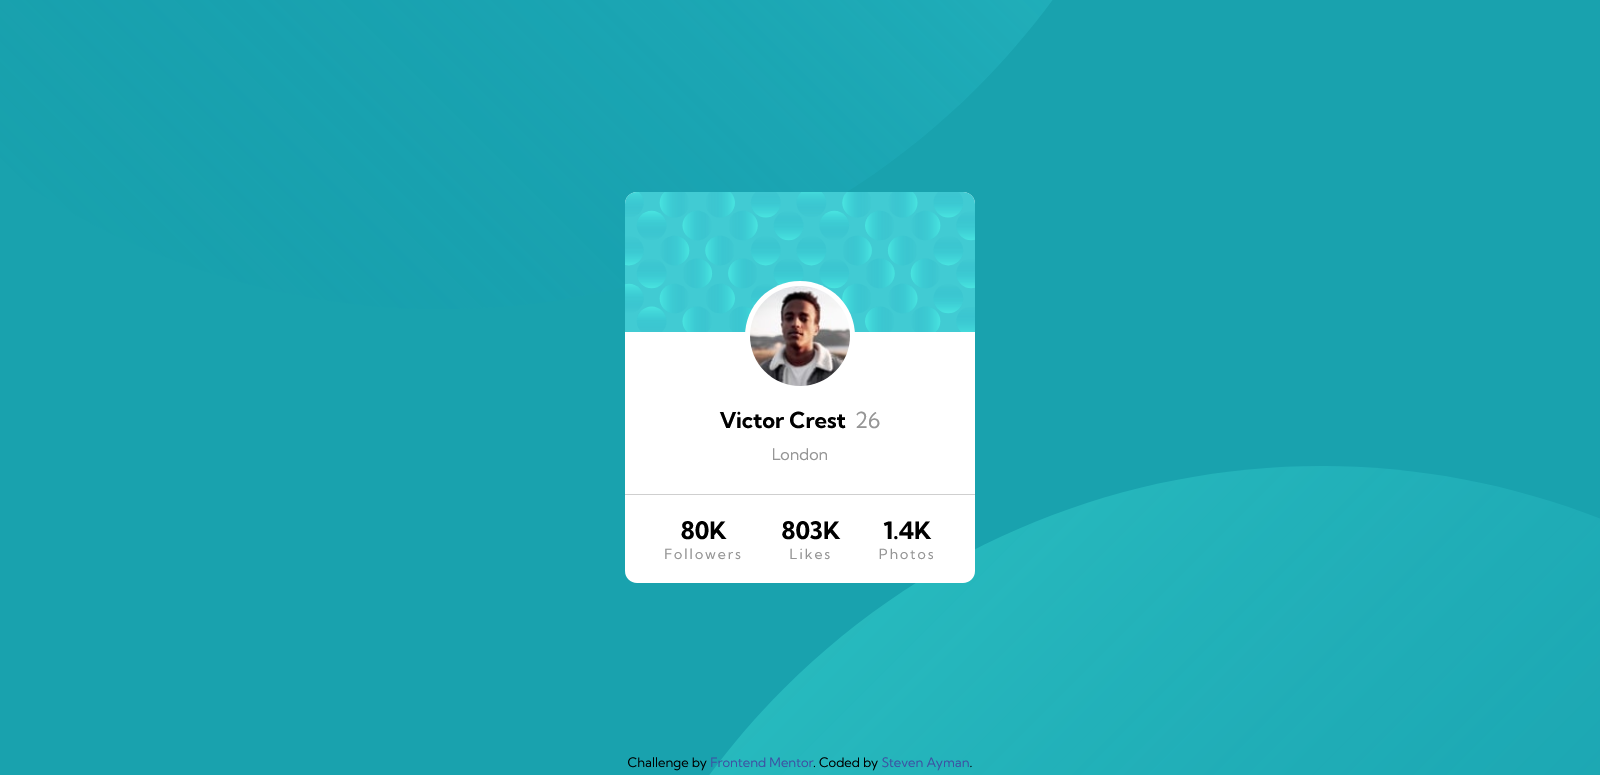 Victor Crest 26
London
80K 803K 1.4K
Followers Likes Photos
Challenge by Frontend Mentor. Coded by Steven Ayman.